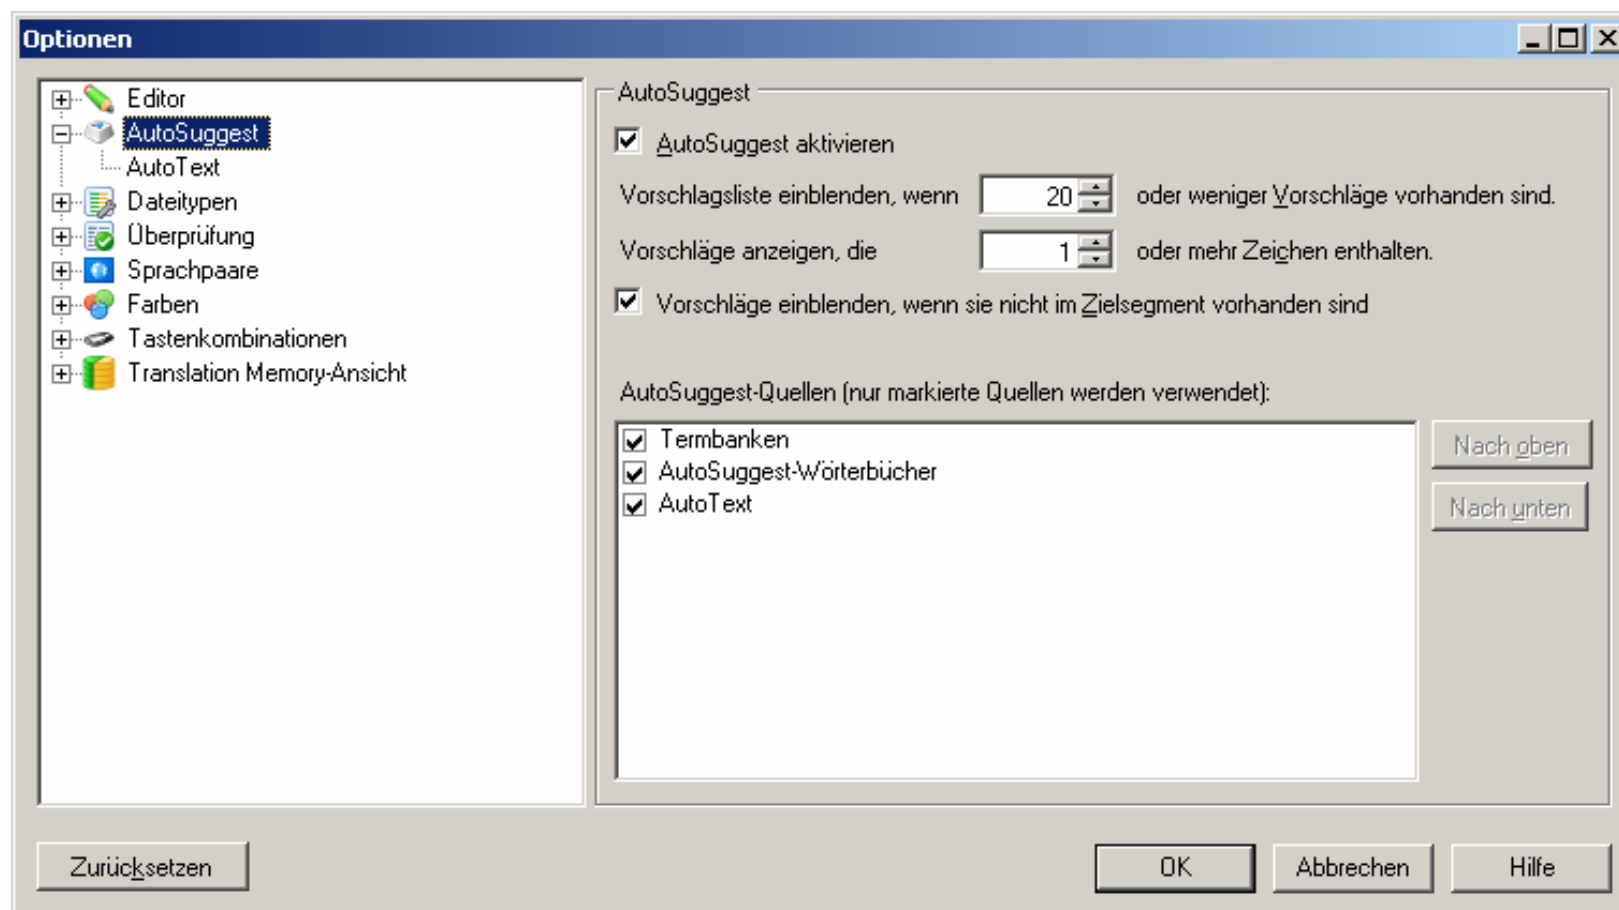 Optionen
Editor
AutoSuggest
AutoText
Dateitypen
Überprüfung
Sprachpaare
Farben
Tastenkombinationen
Translation Memory-Ansicht
AutoSuggest
AutoSuggest aktivieren
Vorschlagsliste einblenden, wenn 20 oder weniger Vorschläge vorhanden sind.
Vorschläge anzeigen, die 1 oder mehr Zeichen enthalten.
Vorschläge einblenden, wenn sie nicht im Zielsegment vorhanden sind
AutoSuggest-Quellen (nur markierte Quellen werden verwendet):
Termbanken
AutoSuggest-Wörterbücher
AutoText
Nach oben
Nach unten
Zurücksetzen OK Abbrechen Hilfe